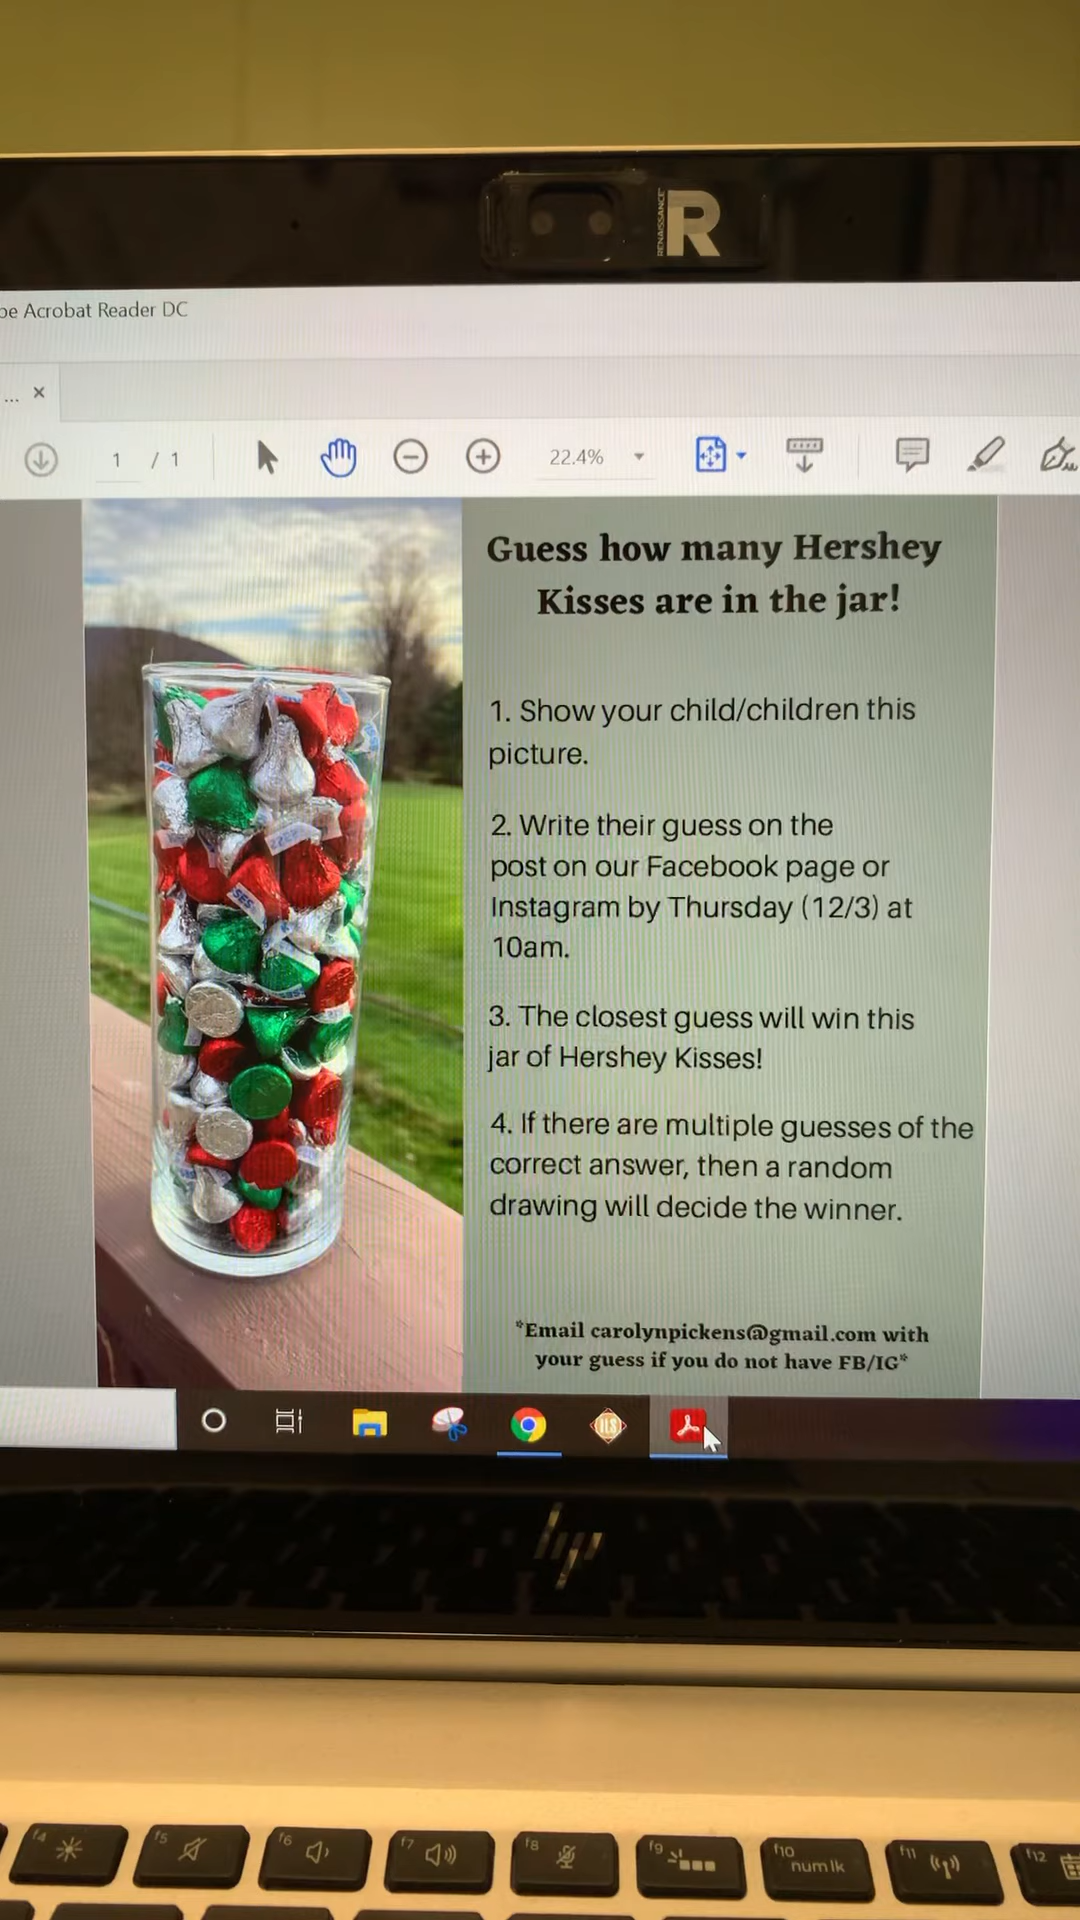 RENAISSANCE
R
be Acrobat Reader DC
...
1 / 1
22.4%
Guess how many Hershey
Kisses are in the jar!
1. Show your child/children this
picture.
2. Write their guess on the
post on our Facebook page or
Instagram by Thursday (12/3) at
10am.
3. The closest guess will win this
jar of Hershey Kisses!
4. If there are multiple guesses of the
correct answer, then a random
drawing will decide the winner.
*Email carolynpickens@gmail.com with
your guess if you do not have FB/IG*
ILS
hp
f4
f5
f6
f7
f8
f9
f10
num lk
f11
f12